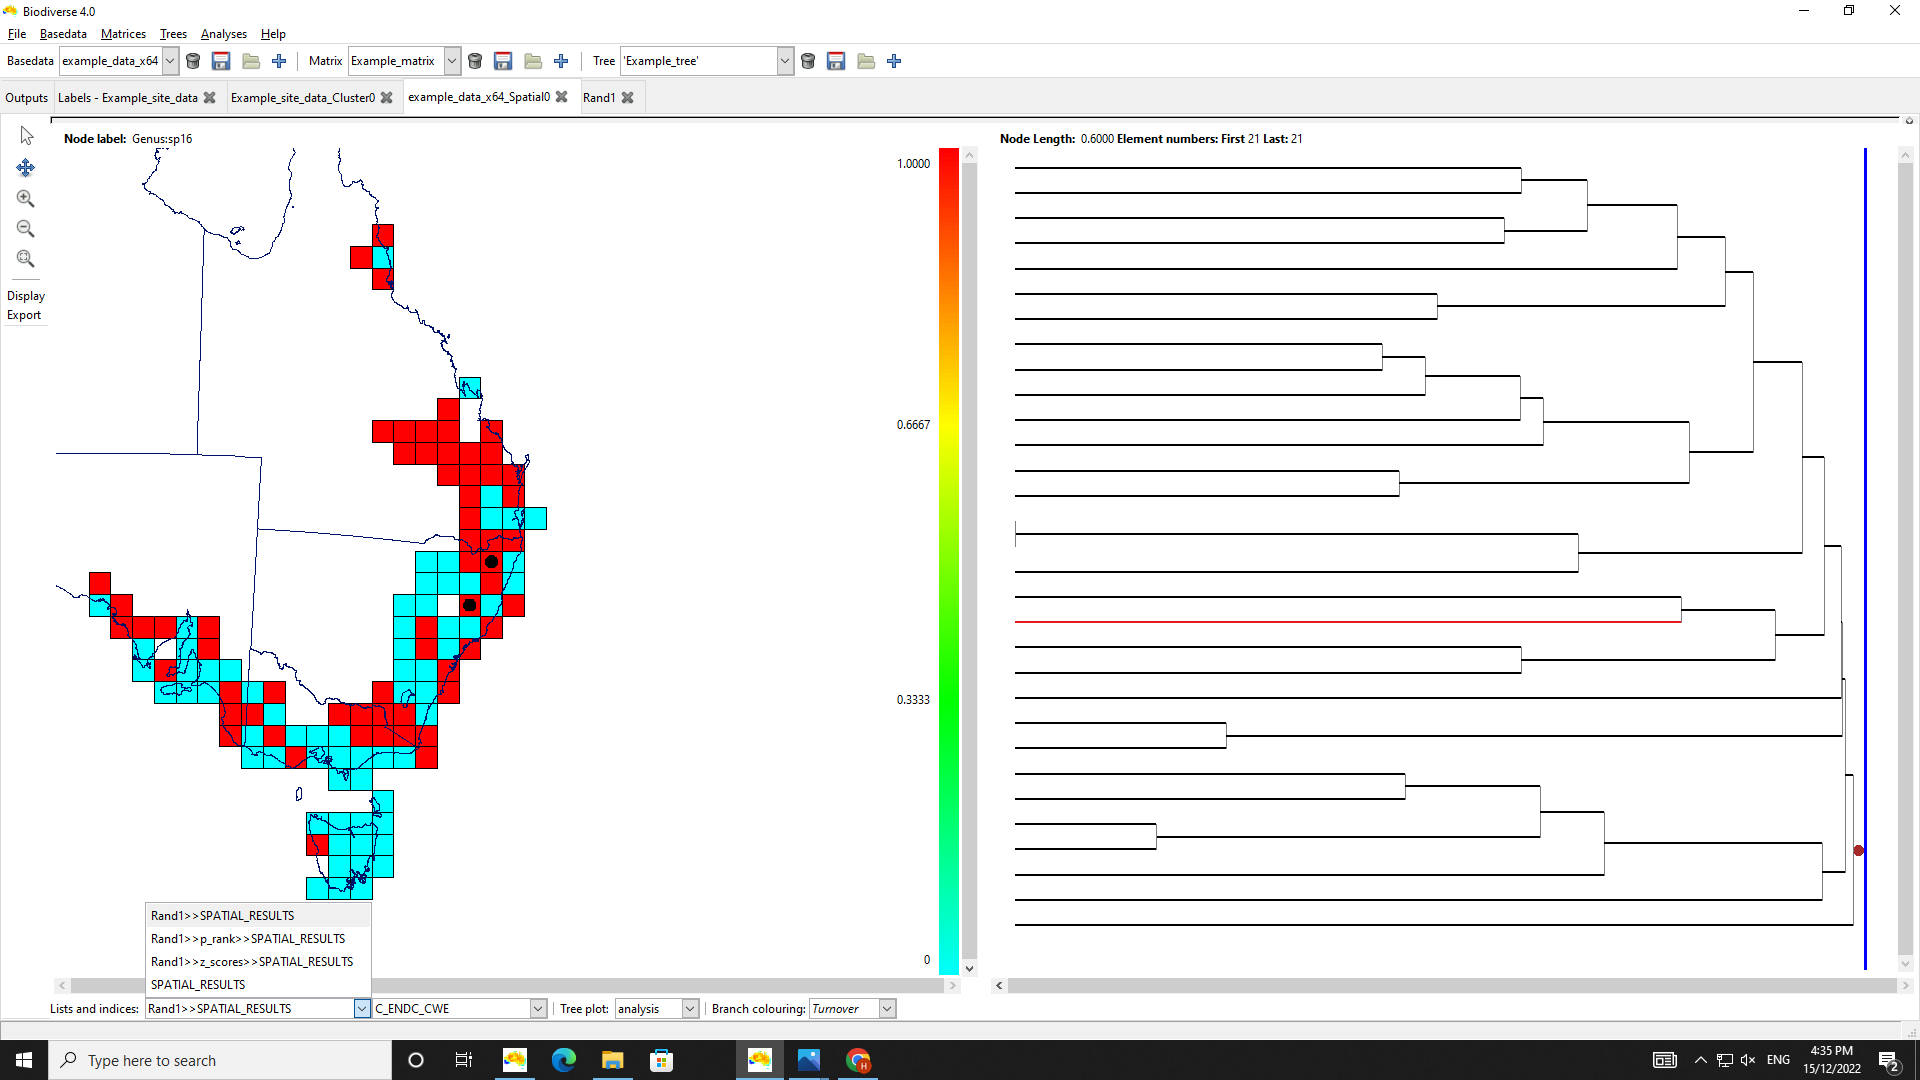 Biodiverse 4.0
File Basedata Matrices Trees Analyses Help
Basedata example_data_x64 Matrix Example_matrix Tree 'Example_tree'
Outputs Labels - Example_site_data Example_site_data_Cluster0 example_data_x64_Spatial0 Rand1
Node label: Genus:sp16
Node Length: 0.6000 Element numbers: First 21 Last: 21
1.0000
Display
Export
0.6667
0.3333
0
Rand1>>SPATIAL_RESULTS
Rand1>>p_rank>>SPATIAL_RESULTS
Rand1>>z_scores>>SPATIAL_RESULTS
SPATIAL_RESULTS
Lists and indices: Rand1>>SPATIAL_RESULTS C_ENDC_CWE Tree plot: analysis Branch colouring: Turnover
Type here to search
H
ENG
4:35 PM
15/12/2022
2